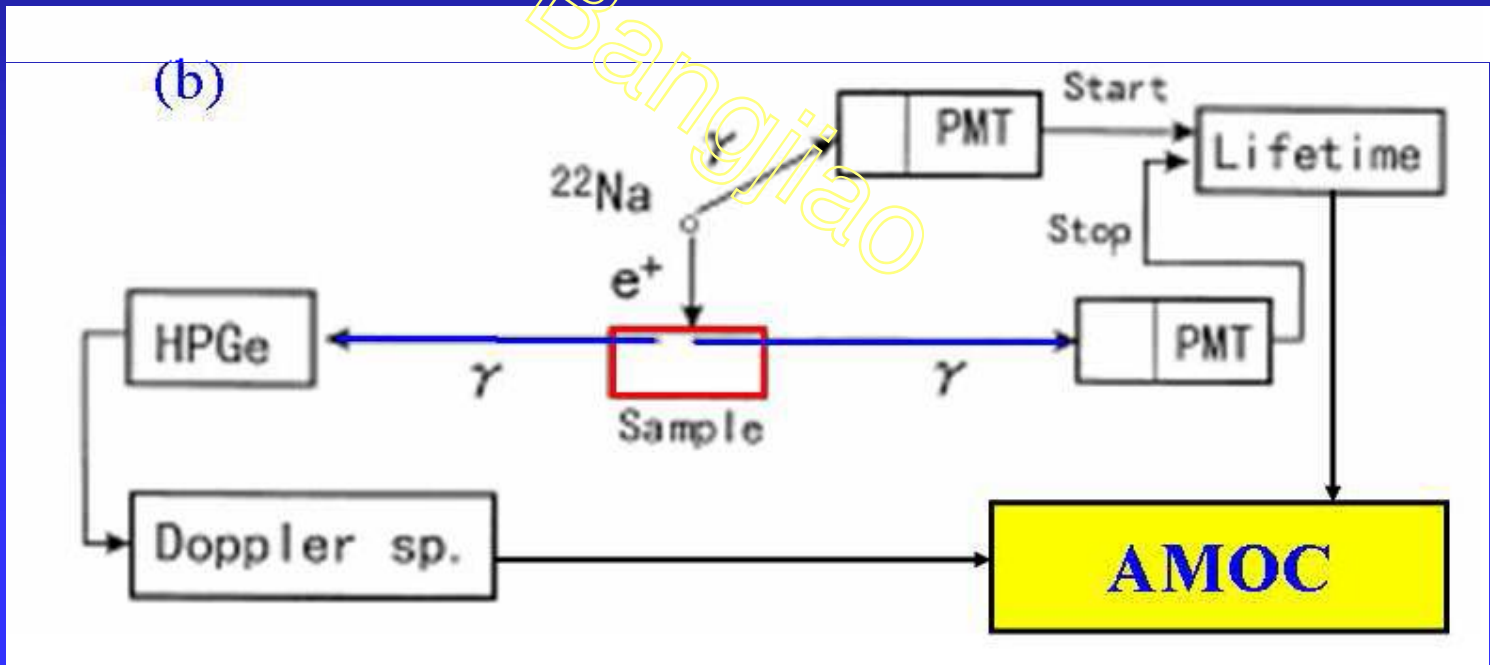 (b)
Bangjiao
Start
γ
PMT
Lifetime
²²Na
Stop
e⁺
HPGe
γ
γ
PMT
Sample
Doppler sp.
AMOC